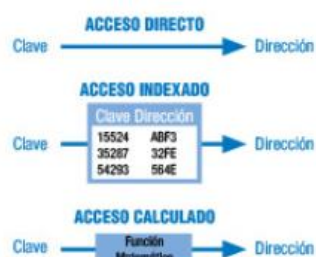 ACCESO DIRECTO
Clave Dirección
ACCESO INDEXADO
Clave Dirección
15524 ABF3
Clave 35287 32FE Dirección
54293 564E
ACCESO CALCULADO
Función
Clave Matemática Dirección